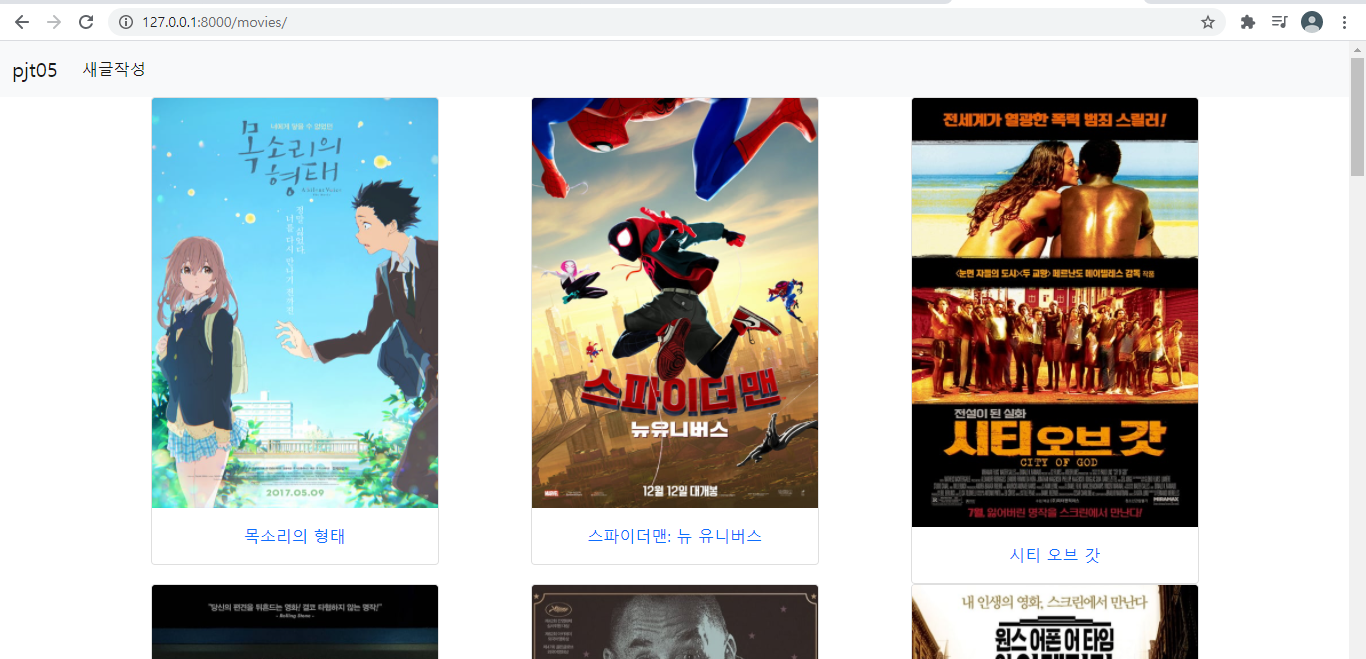 127.0.0.1:8000/movies/
pjt05 새글작성
너에게 닿을 수 없었던
목소리의
형태
정말 싫었다.
너를 다시 만나기 전까진
2017.05.09
목소리의 형태
스파이더맨
뉴 유니버스
MARVEL
12월 12일 대개봉
스파이더맨: 뉴 유니버스
전세계가 열광한 폭력 범죄 스릴러!
<눈먼 자들의 도시>×<두 교황> 페르난도 메이렐레스 감독 작품
전설이 된 실화
시티 오브 갓
CITY OF GOD
MIRAMAX
7월, 잃어버린 명작을 스크린에서 만난다!
시티 오브 갓
"당신의 편견을 뒤흔드는 영화! 결코 타협하지 않는 명작!"
- Rolling Stone -
내 인생의 영화, 스크린에서 만난다
원스 어폰 어 타임